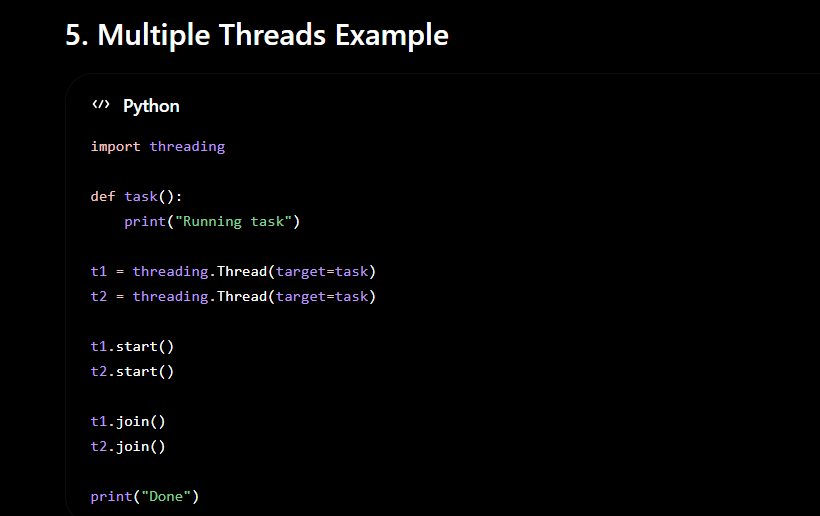 5. Multiple Threads Example
</> Python
import threading
def task():
    print("Running task")
t1 = threading.Thread(target=task)
t2 = threading.Thread(target=task)
t1.start()
t2.start()
t1.join()
t2.join()
print("Done")